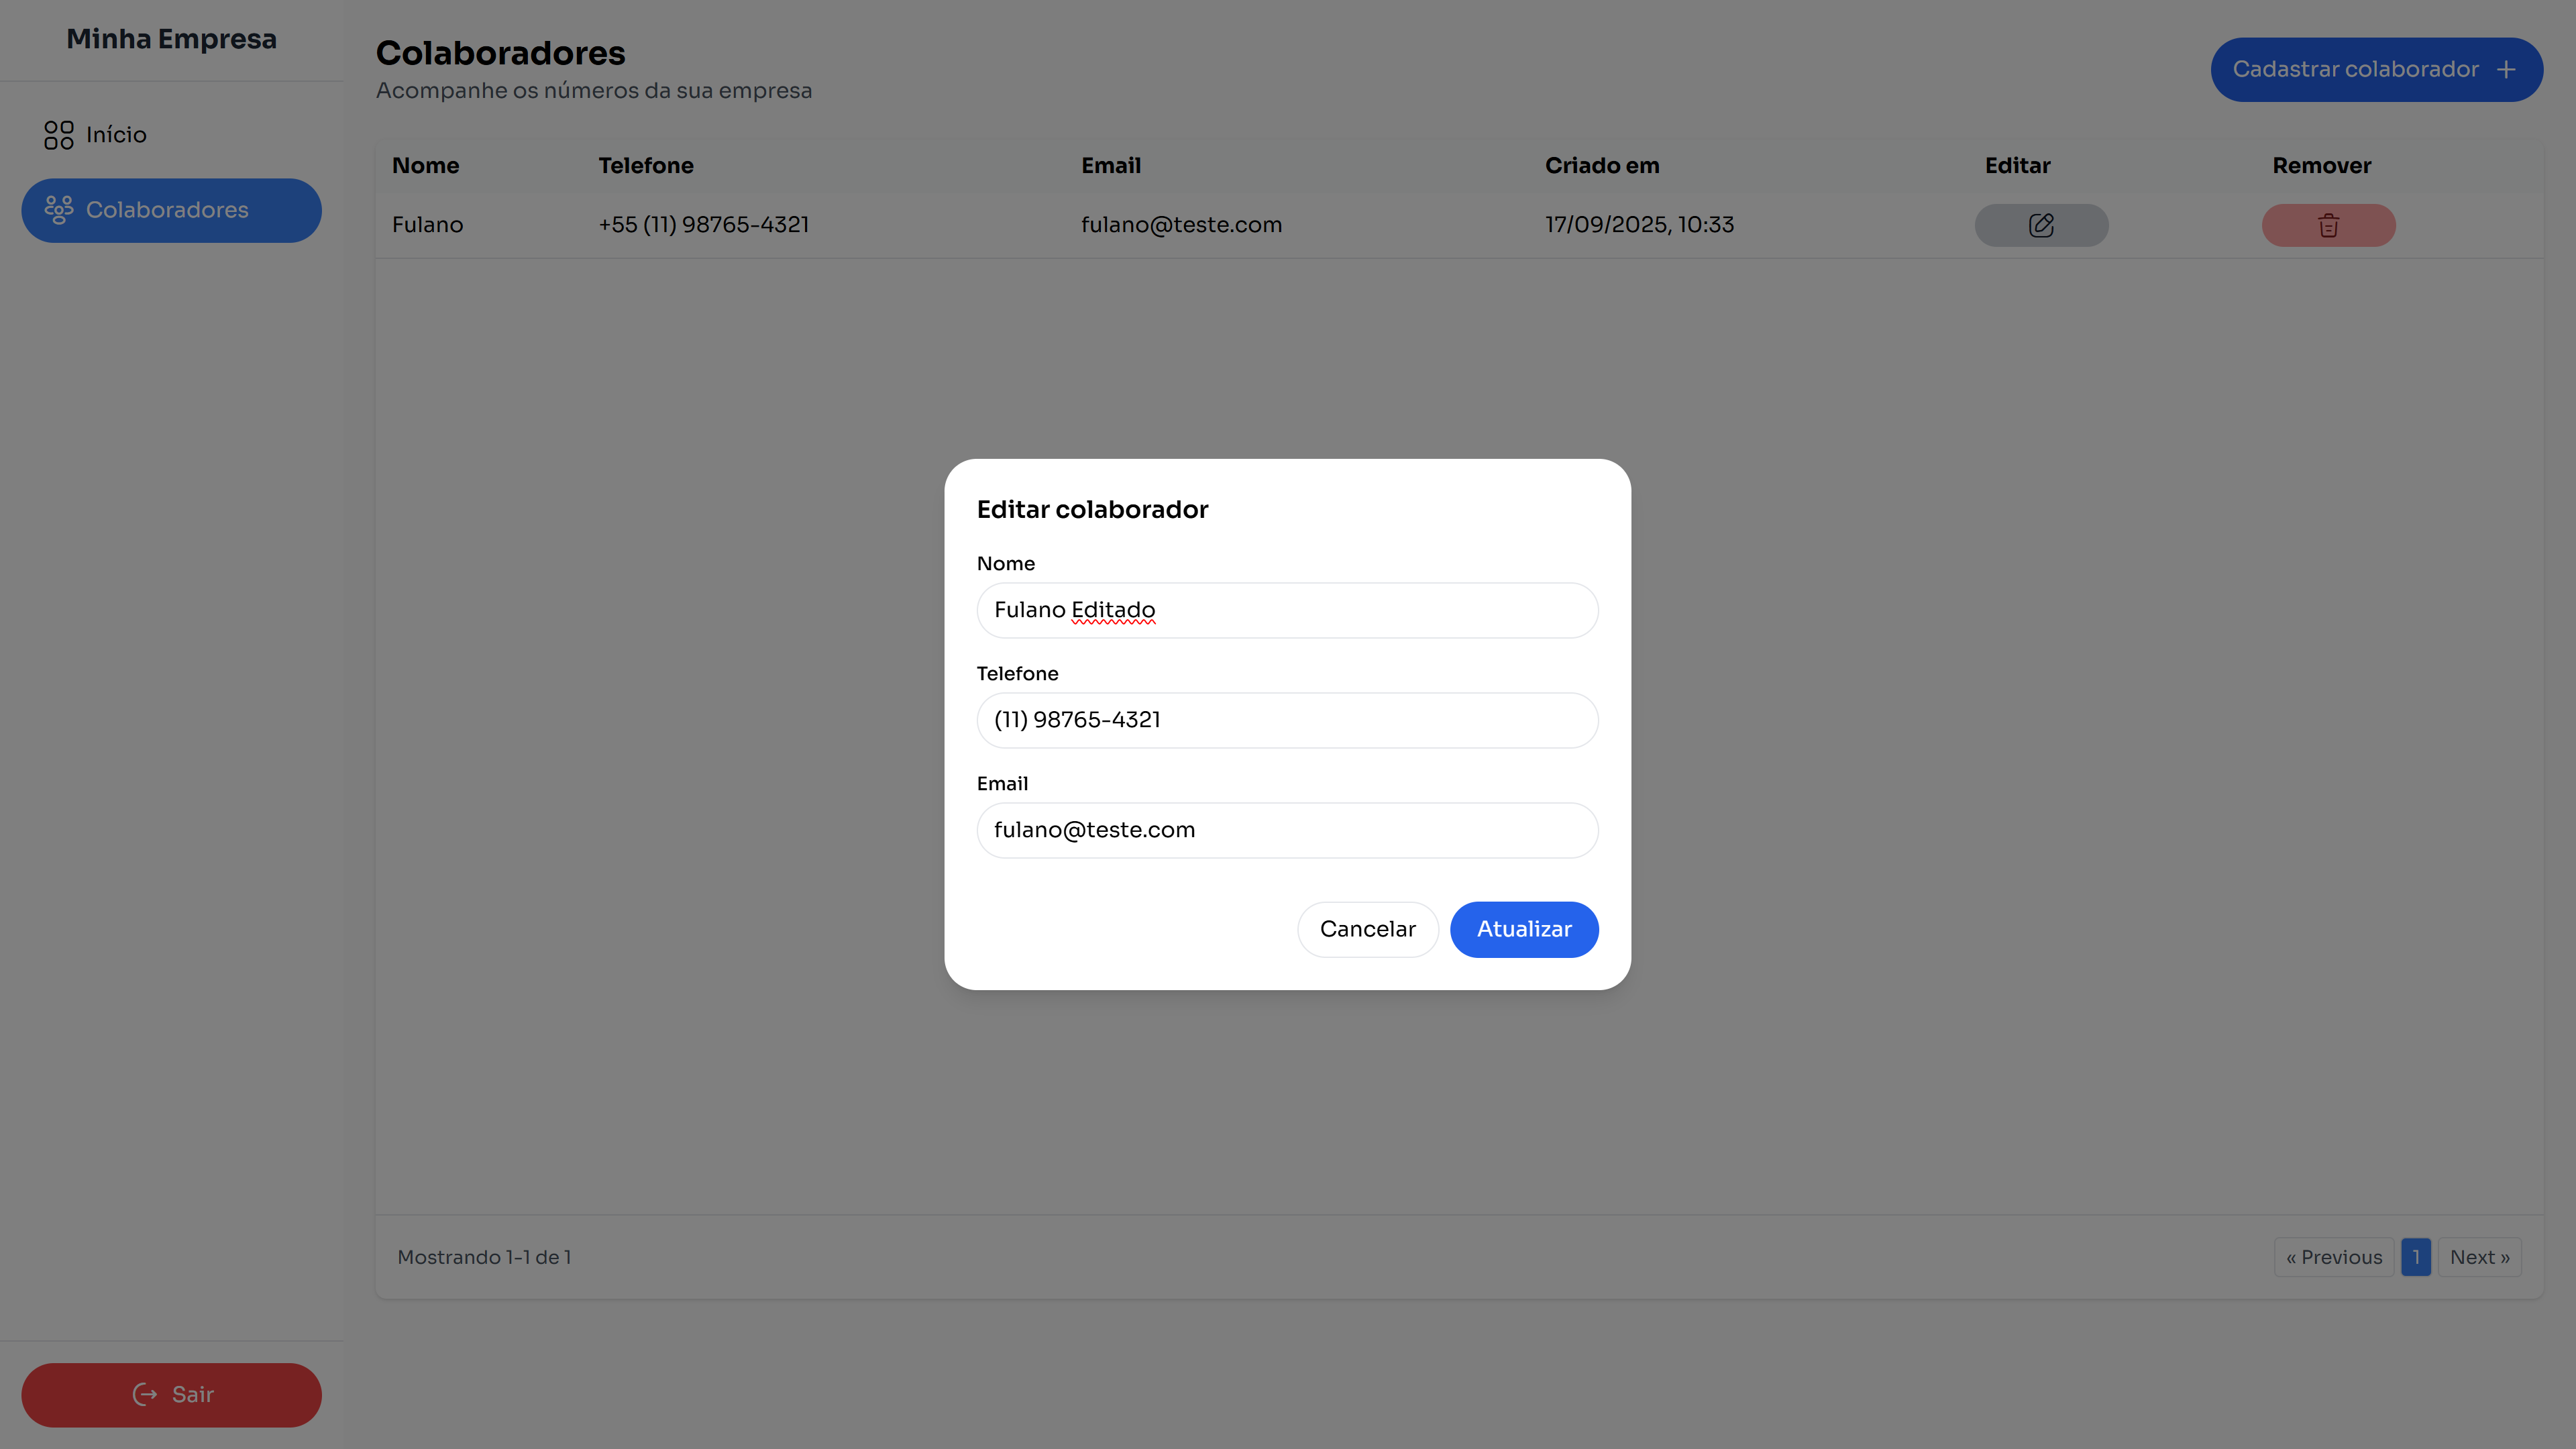 Minha Empresa
Início
Colaboradores
Sair
Colaboradores
Acompanhe os números da sua empresa
Cadastrar colaborador
Nome Telefone Email Criado em Editar Remover
Fulano +55 (11) 98765-4321 fulano@teste.com 17/09/2025, 10:33
Editar colaborador
Nome
Fulano Editado
Telefone
(11) 98765-4321
Email
fulano@teste.com
Cancelar Atualizar
Mostrando 1-1 de 1
« Previous 1 Next »